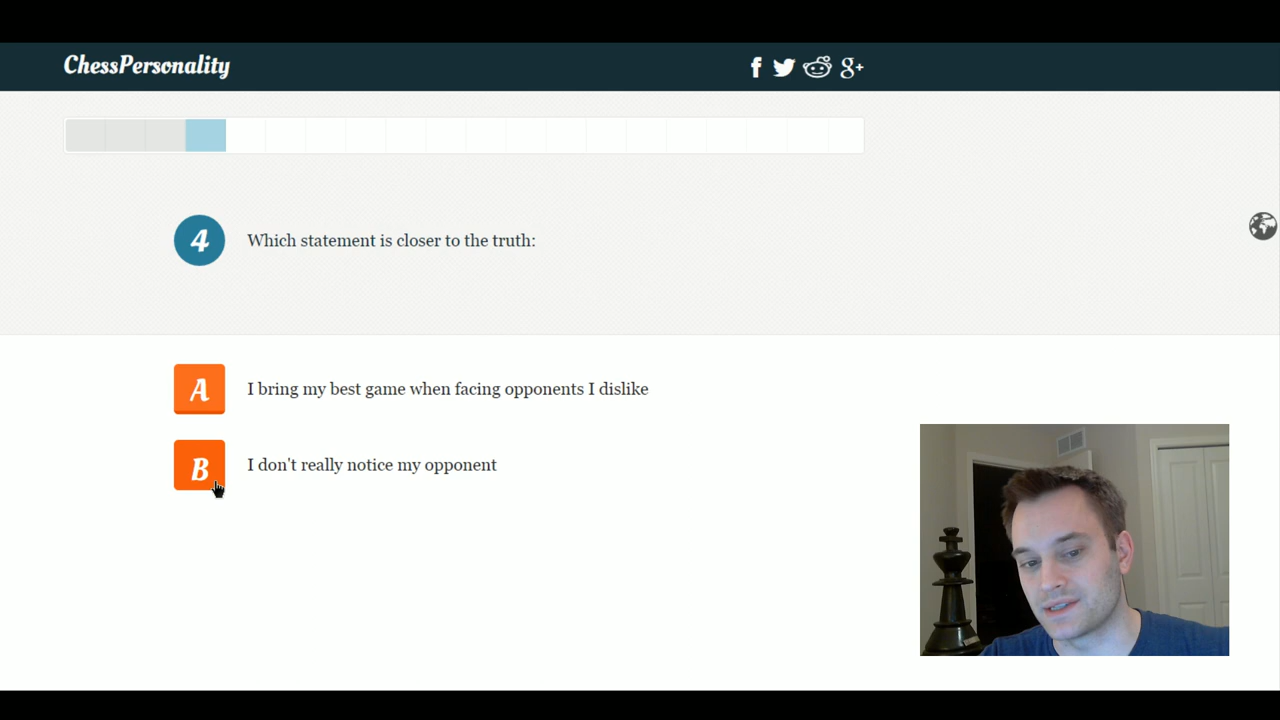 ChessPersonality
f g+
4 Which statement is closer to the truth:
A I bring my best game when facing opponents I dislike
B I don't really notice my opponent